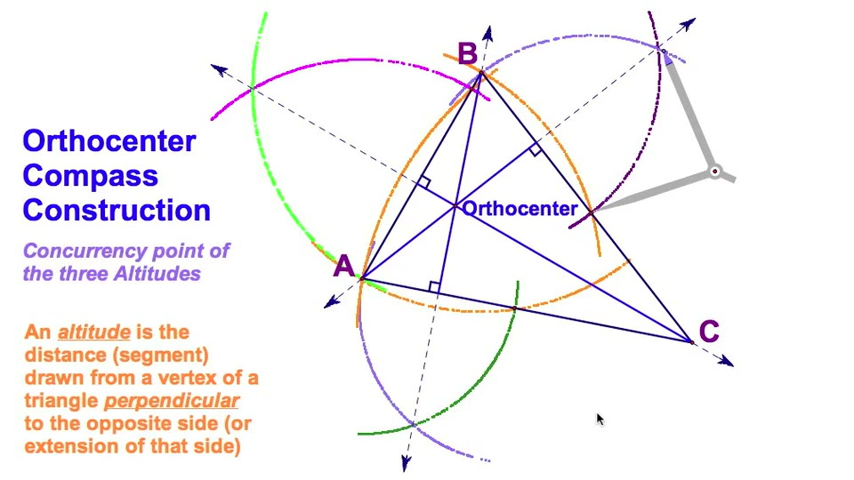 B
Orthocenter
Compass
Construction
Orthocenter
Concurrency point of
the three Altitudes
A
An altitude is the
distance (segment)
drawn from a vertex of a
triangle perpendicular
to the opposite side (or
extension of that side)
C